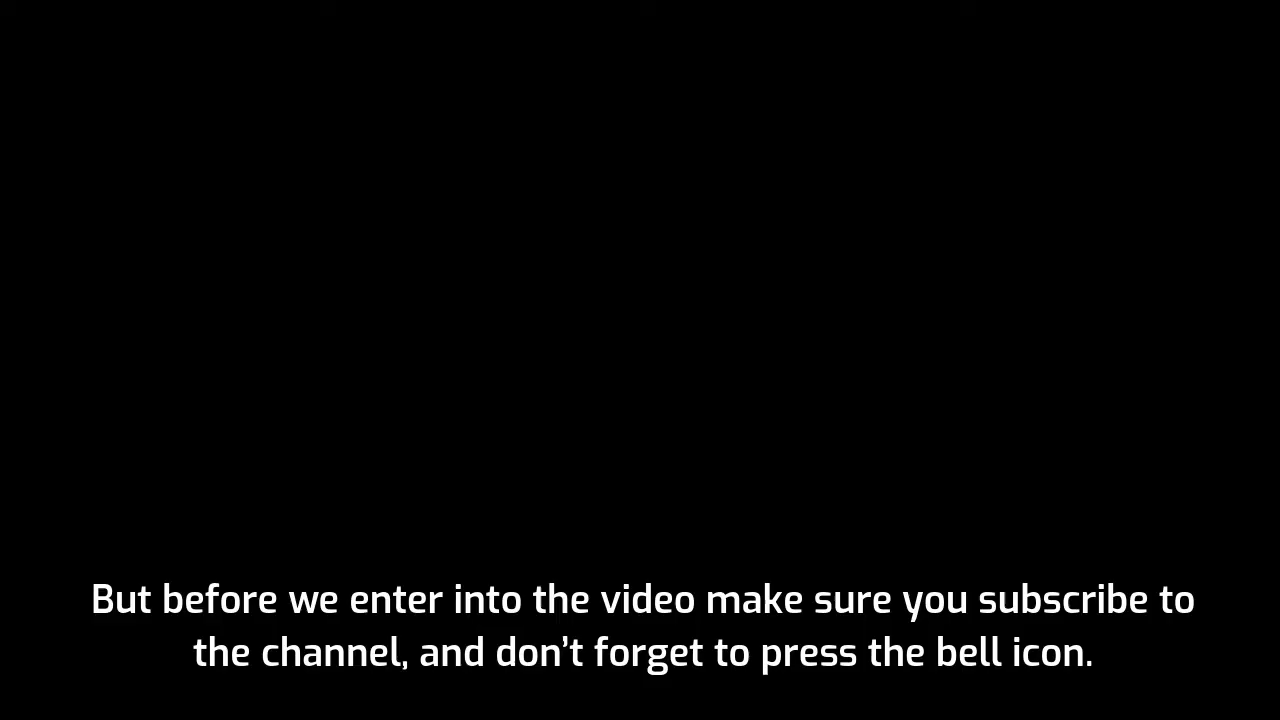 But before we enter into the video make sure you subscribe to
the channel, and don’t forget to press the bell icon.